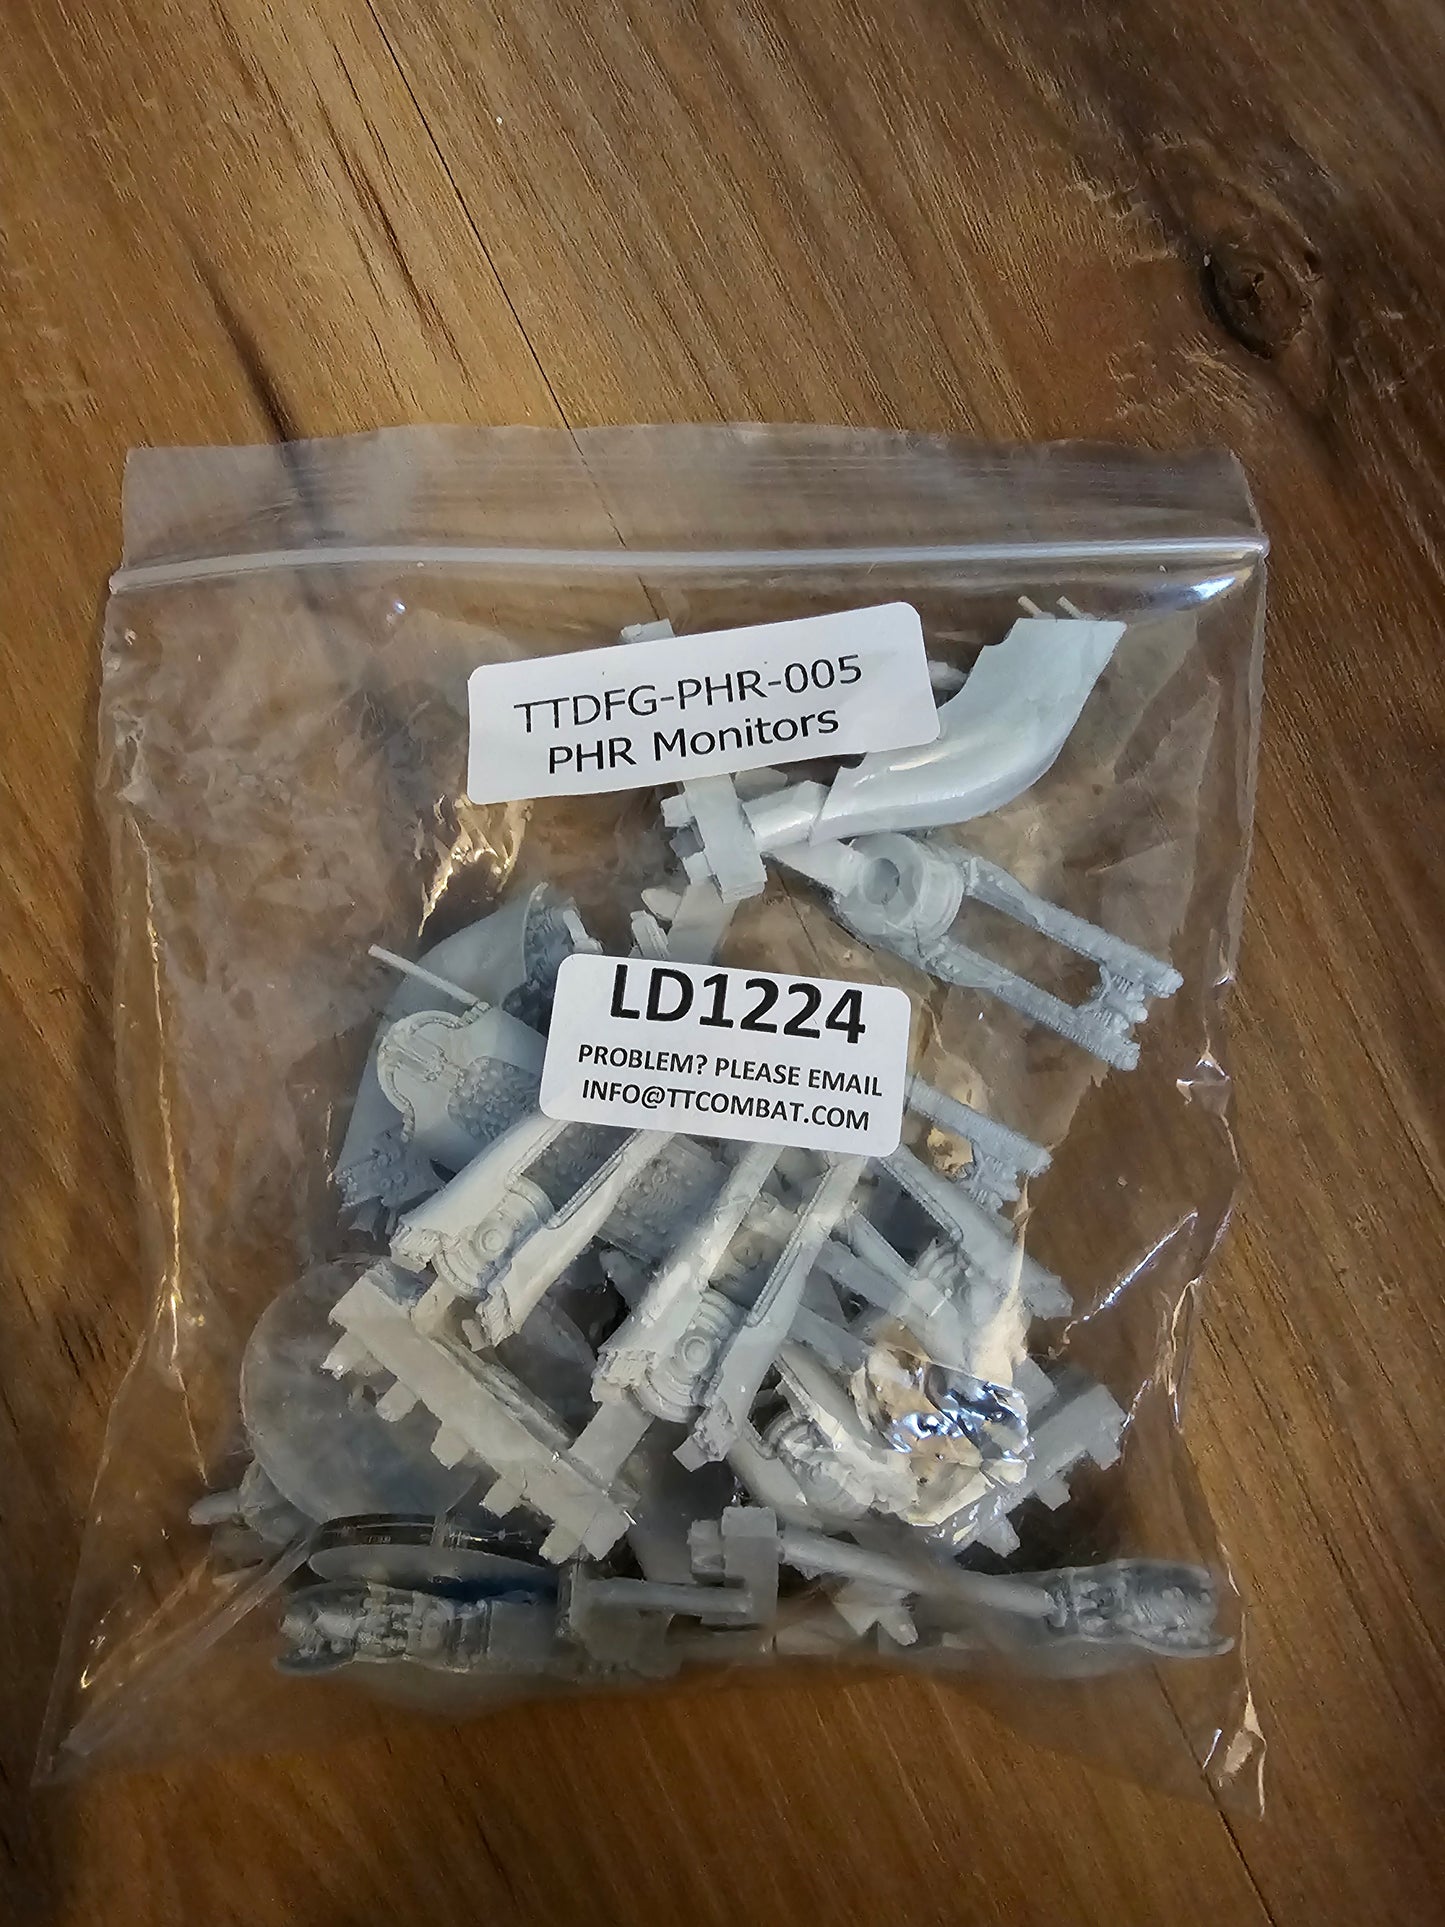 TTDFG-PHR-005
PHR Monitors
LD1224
PROBLEM? PLEASE EMAIL
INFO@TTCOMBAT.COM